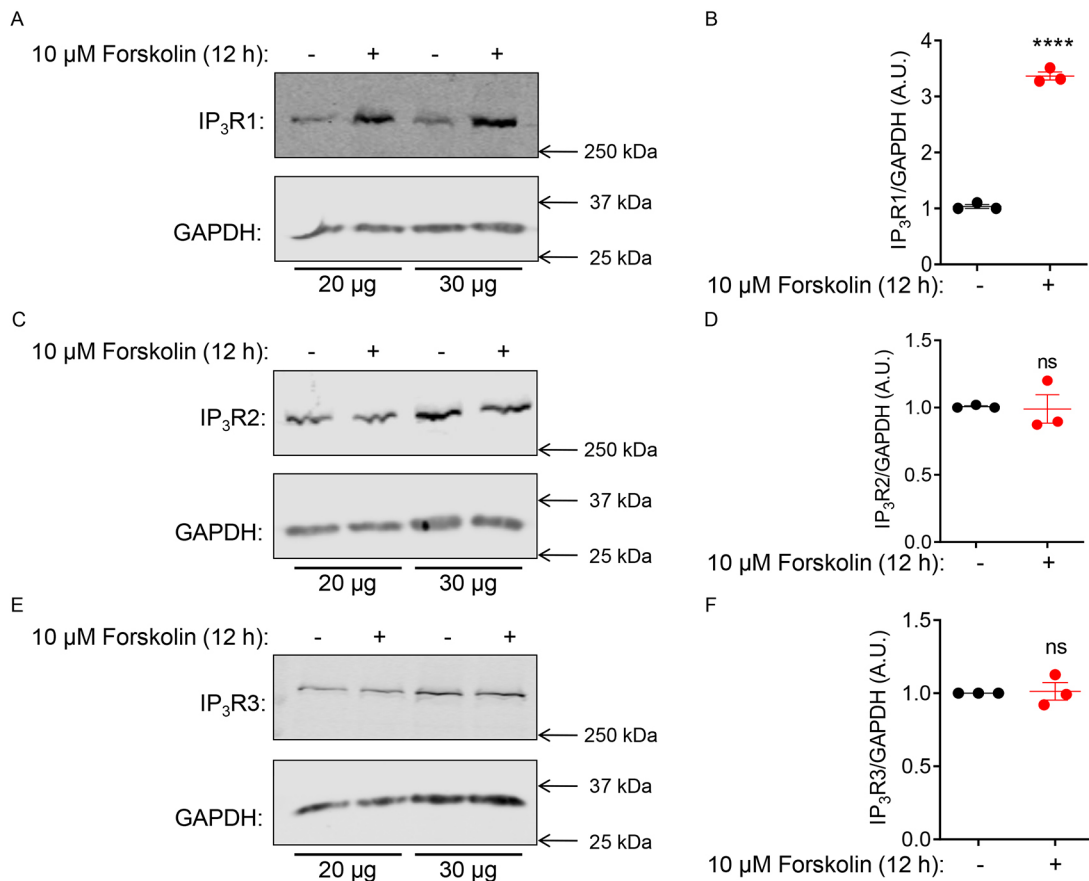 A
10 µM Forskolin (12 h): - + - +
IP₃R1:
250 kDa
37 kDa
GAPDH:
25 kDa
20 µg 30 µg
B
IP₃R1/GAPDH (A.U.)
4
3
2
1
0
****
10 µM Forskolin (12 h): - +
C
10 µM Forskolin (12 h): - + - +
IP₃R2:
250 kDa
37 kDa
GAPDH:
25 kDa
20 µg 30 µg
D
IP₃R2/GAPDH (A.U.)
1.5
1.0
0.5
0.0
ns
10 µM Forskolin (12 h): - +
E
10 µM Forskolin (12 h): - + - +
IP₃R3:
250 kDa
37 kDa
GAPDH:
25 kDa
20 µg 30 µg
F
IP₃R3/GAPDH (A.U.)
1.5
1.0
0.5
0.0
ns
10 µM Forskolin (12 h): - +